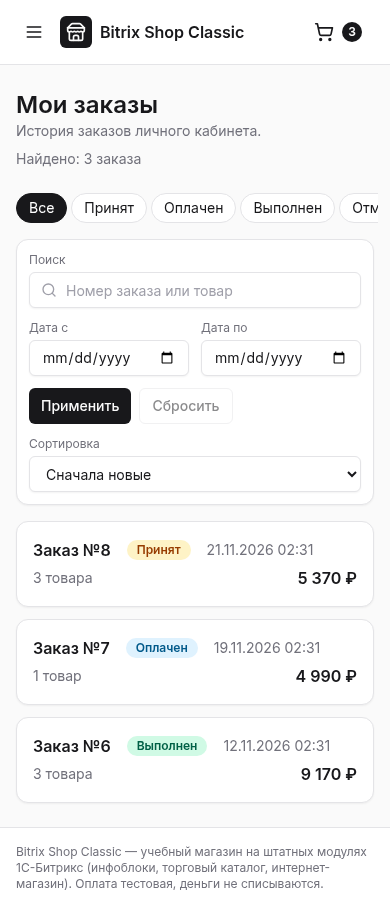 Bitrix Shop Classic
3
Мои заказы
История заказов личного кабинета.
Найдено: 3 заказа
Все Принят Оплачен Выполнен Отм
Поиск
Номер заказа или товар
Дата с Дата по
mm/dd/yyyy mm/dd/yyyy
Применить Сбросить
Сортировка
Сначала новые
Заказ №8 Принят 21.11.2026 02:31
3 товара 5 370 ₽
Заказ №7 Оплачен 19.11.2026 02:31
1 товар 4 990 ₽
Заказ №6 Выполнен 12.11.2026 02:31
3 товара 9 170 ₽
Bitrix Shop Classic — учебный магазин на штатных модулях
1С-Битрикс (инфоблоки, торговый каталог, интернет-
магазин). Оплата тестовая, деньги не списываются.